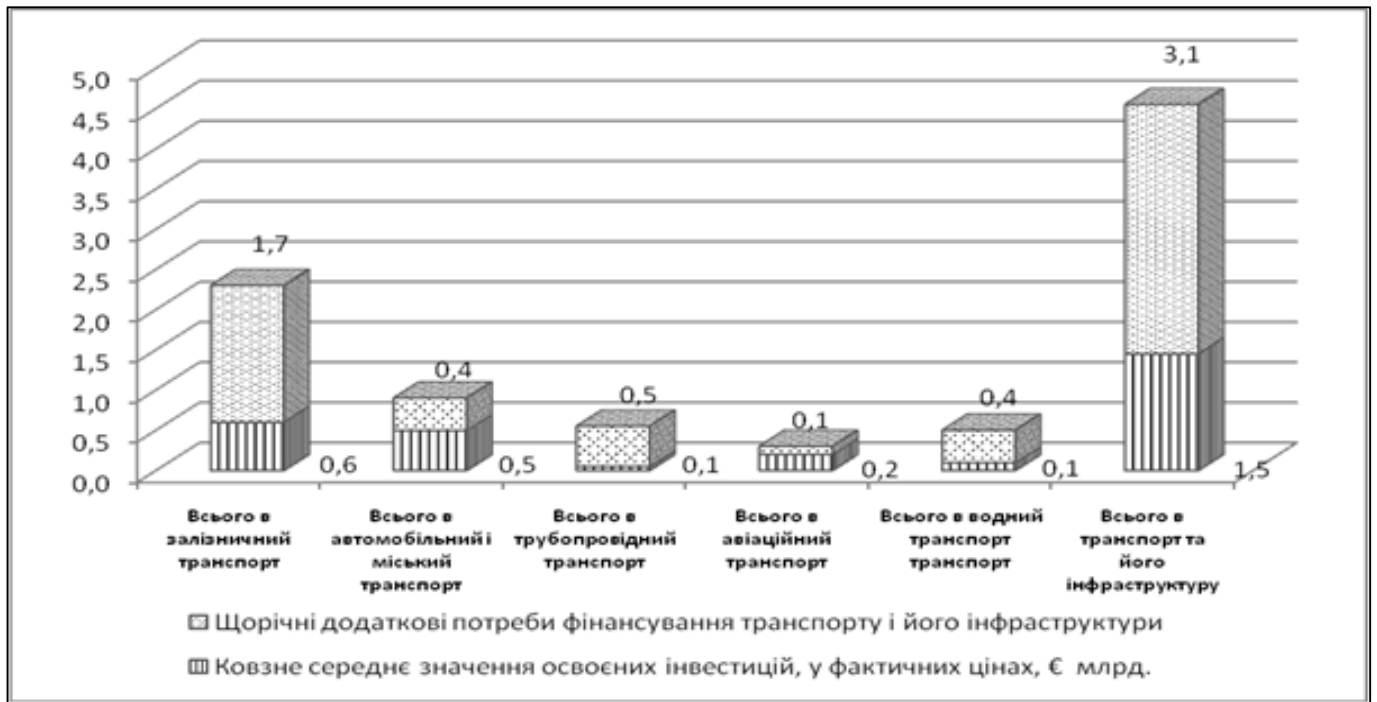 3,1
5,0
4,5
4,0
3,5
3,0
2,5
2,0
1,5
1,0
0,5
0,0
1,7
0,4
0,5
0,1
0,4
0,6
0,5
0,1
0,2
0,1
1,5
Всього в
залізничний
транспорт
Всього в
автомобільний і
міський
транспорт
Всього в
трубопровідний
транспорт
Всього в
авіаційний
транспорт
Всього в водний
транспорт
транспорт
Всього в
транспорт та
його
інфраструктуру
Щорічні додаткові потреби фінансування транспорту і його інфраструктури
Ковзне середнє значення освоєних інвестицій, у фактичних цінах, € млрд.